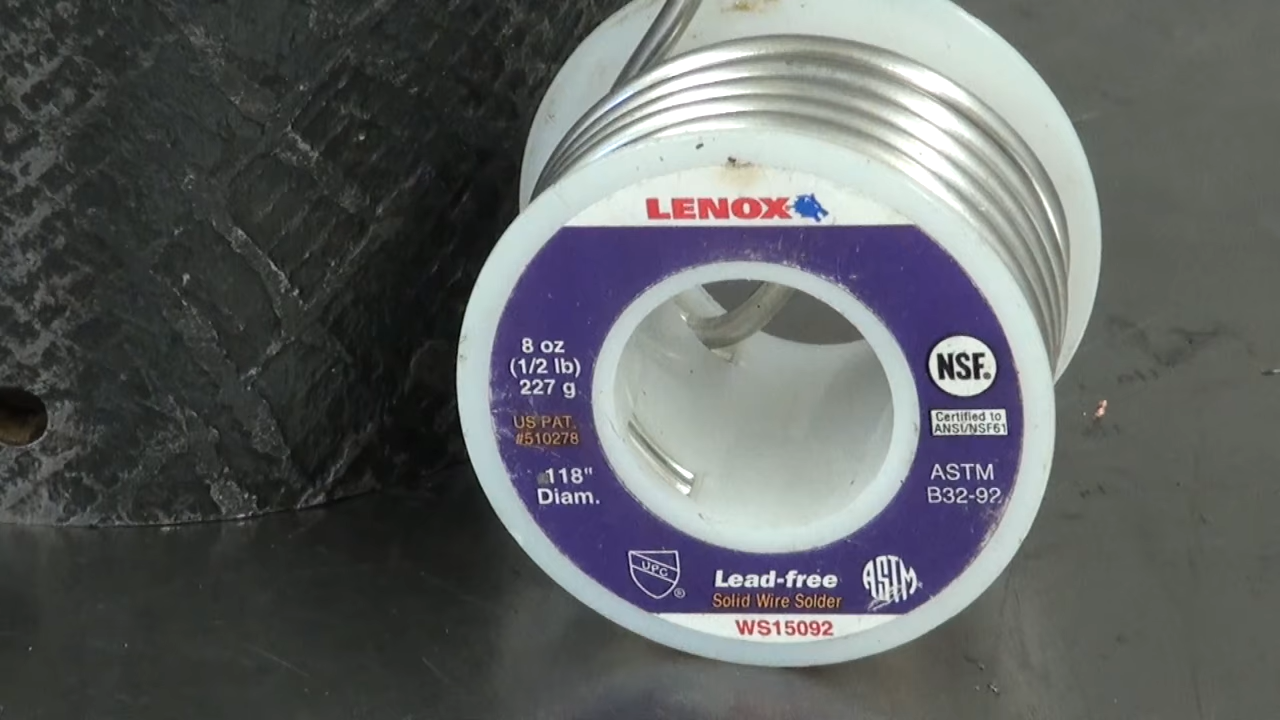 LENOX
8 oz
(1/2 lb)
227 g
US PAT.
#510278
.118"
Diam.
NSF®
Certified to
ANSI/NSF61
ASTM
B32-92
UPC ®
Lead-free
Solid Wire Solder
ASTM
WS15092